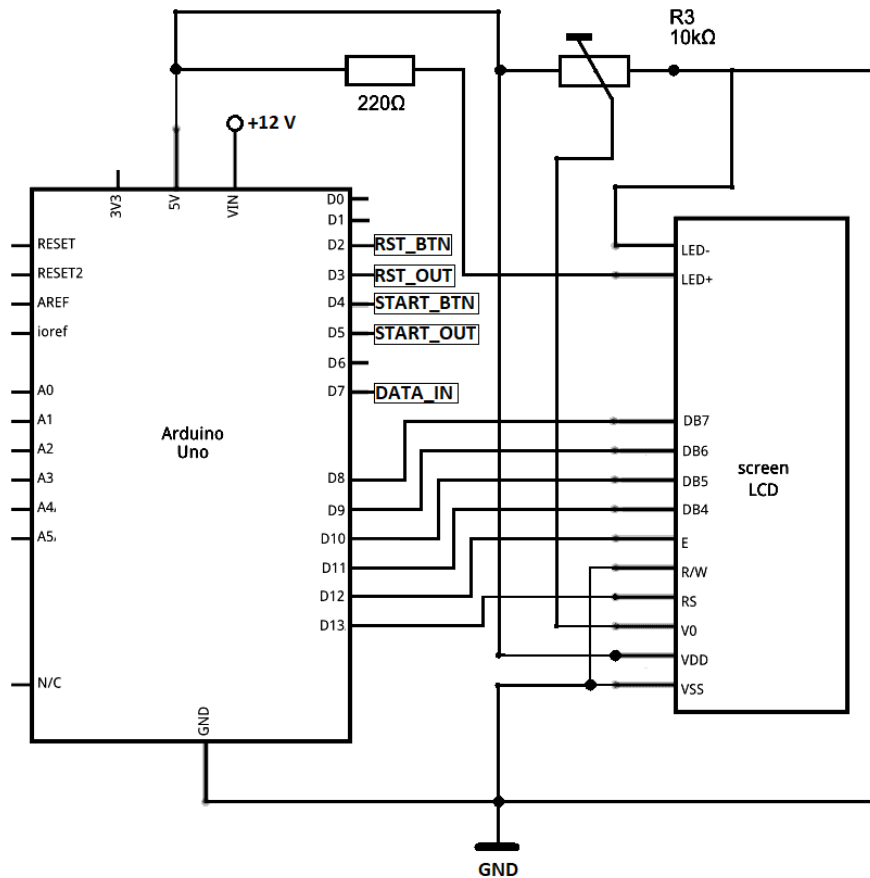 R3
10kΩ
220Ω
+12 V
3V3
5V
VIN
RESET
RESET2
AREF
ioref
A0
A1
A2
A3
A4
A5
N/C
Arduino
Uno
GND
D0
D1
D2
D3
D4
D5
D6
D7
D8
D9
D10
D11
D12
D13
RST_BTN
RST_OUT
START_BTN
START_OUT
DATA_IN
LED-
LED+
DB7
DB6
DB5
DB4
E
R/W
RS
V0
VDD
VSS
screen
LCD
GND